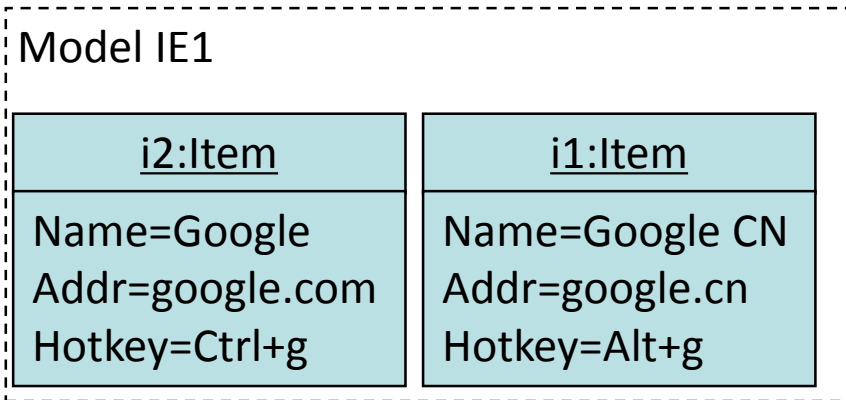 Model IE1
i2:Item
Name=Google
Addr=google.com
Hotkey=Ctrl+g
i1:Item
Name=Google CN
Addr=google.cn
Hotkey=Alt+g